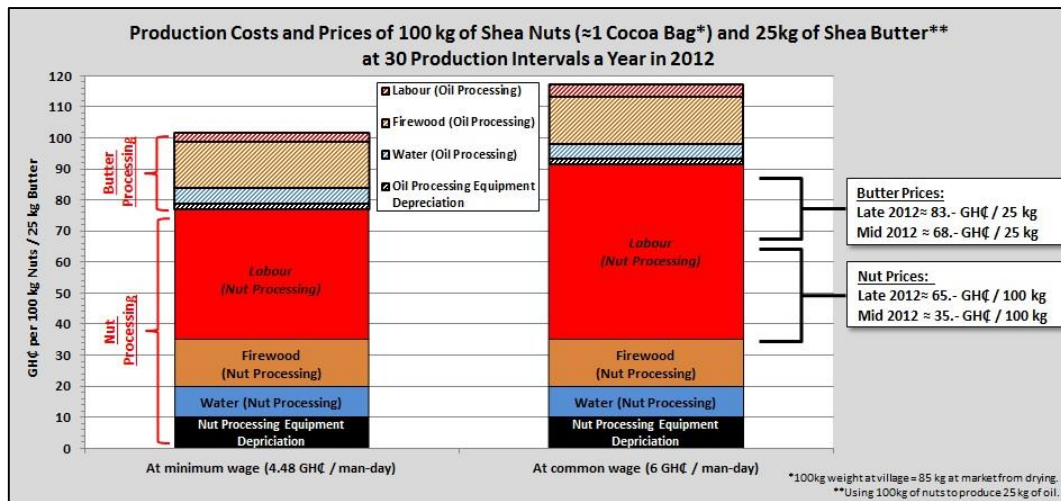 Production Costs and Prices of 100 kg of Shea Nuts (≈1 Cocoa Bag*) and 25kg of Shea Butter**
at 30 Production Intervals a Year in 2012
GH₵ per 100 kg Nuts / 25 kg Butter
120
110
100
90
80
70
60
50
40
30
20
10
0
Butter
Processing
Nut
Processing
Labour
(Nut Processing)
Firewood
(Nut Processing)
Water (Nut Processing)
Nut Processing Equipment
Depriciation
At minimum wage (4.48 GH₵ / man-day)
Labour (Oil Processing)
Firewood (Oil Processing)
Water (Oil Processing)
Oil Processing Equipment
Depreciation
Labour
(Nut Processing)
Firewood
(Nut Processing)
Water (Nut Processing)
Nut Processing Equipment
Depriciation
At common wage (6 GH₵ / man-day)
Butter Prices:
Late 2012≈ 83.- GH₵ / 25 kg
Mid 2012 ≈ 68.- GH₵ / 25 kg
Nut Prices:
Late 2012≈ 65.- GH₵ / 100 kg
Mid 2012 ≈ 35.- GH₵ / 100 kg
*100kg weight at village = 85 kg at market from drying.
**Using 100kg of nuts to produce 25 kg of oil.